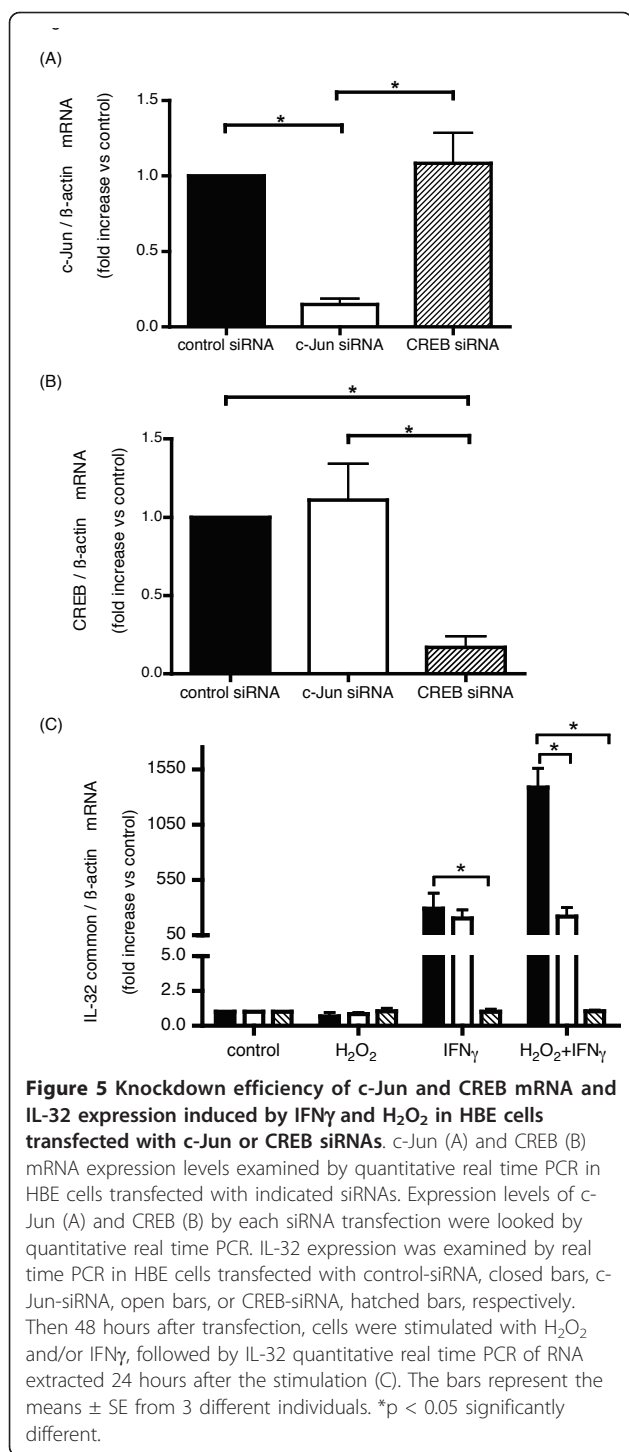 (A)
*
*
1.5
1.0
0.5
0.0
c-Jun / ß-actin mRNA
(fold increase vs control)
control siRNA c-Jun siRNA CREB siRNA
(B)
*
*
1.5
1.0
0.5
0.0
CREB / ß-actin mRNA
(fold increase vs control)
control siRNA c-Jun siRNA CREB siRNA
(C)
*
*
*
1550
1050
550
50
5.0
2.5
0.0
IL-32 common / ß-actin mRNA
(fold increase vs control)
control H₂O₂ IFNγ H₂O₂+IFNγ
Figure 5 Knockdown efficiency of c-Jun and CREB mRNA and
IL-32 expression induced by IFNγ and H₂O₂ in HBE cells
transfected with c-Jun or CREB siRNAs. c-Jun (A) and CREB (B)
mRNA expression levels examined by quantitative real time PCR in
HBE cells transfected with indicated siRNAs. Expression levels of c-
Jun (A) and CREB (B) by each siRNA transfection were looked by
quantitative real time PCR. IL-32 expression was examined by real
time PCR in HBE cells transfected with control-siRNA, closed bars, c-
Jun-siRNA, open bars, or CREB-siRNA, hatched bars, respectively.
Then 48 hours after transfection, cells were stimulated with H₂O₂
and/or IFNγ, followed by IL-32 quantitative real time PCR of RNA
extracted 24 hours after the stimulation (C). The bars represent the
means ± SE from 3 different individuals. *p < 0.05 significantly
different.